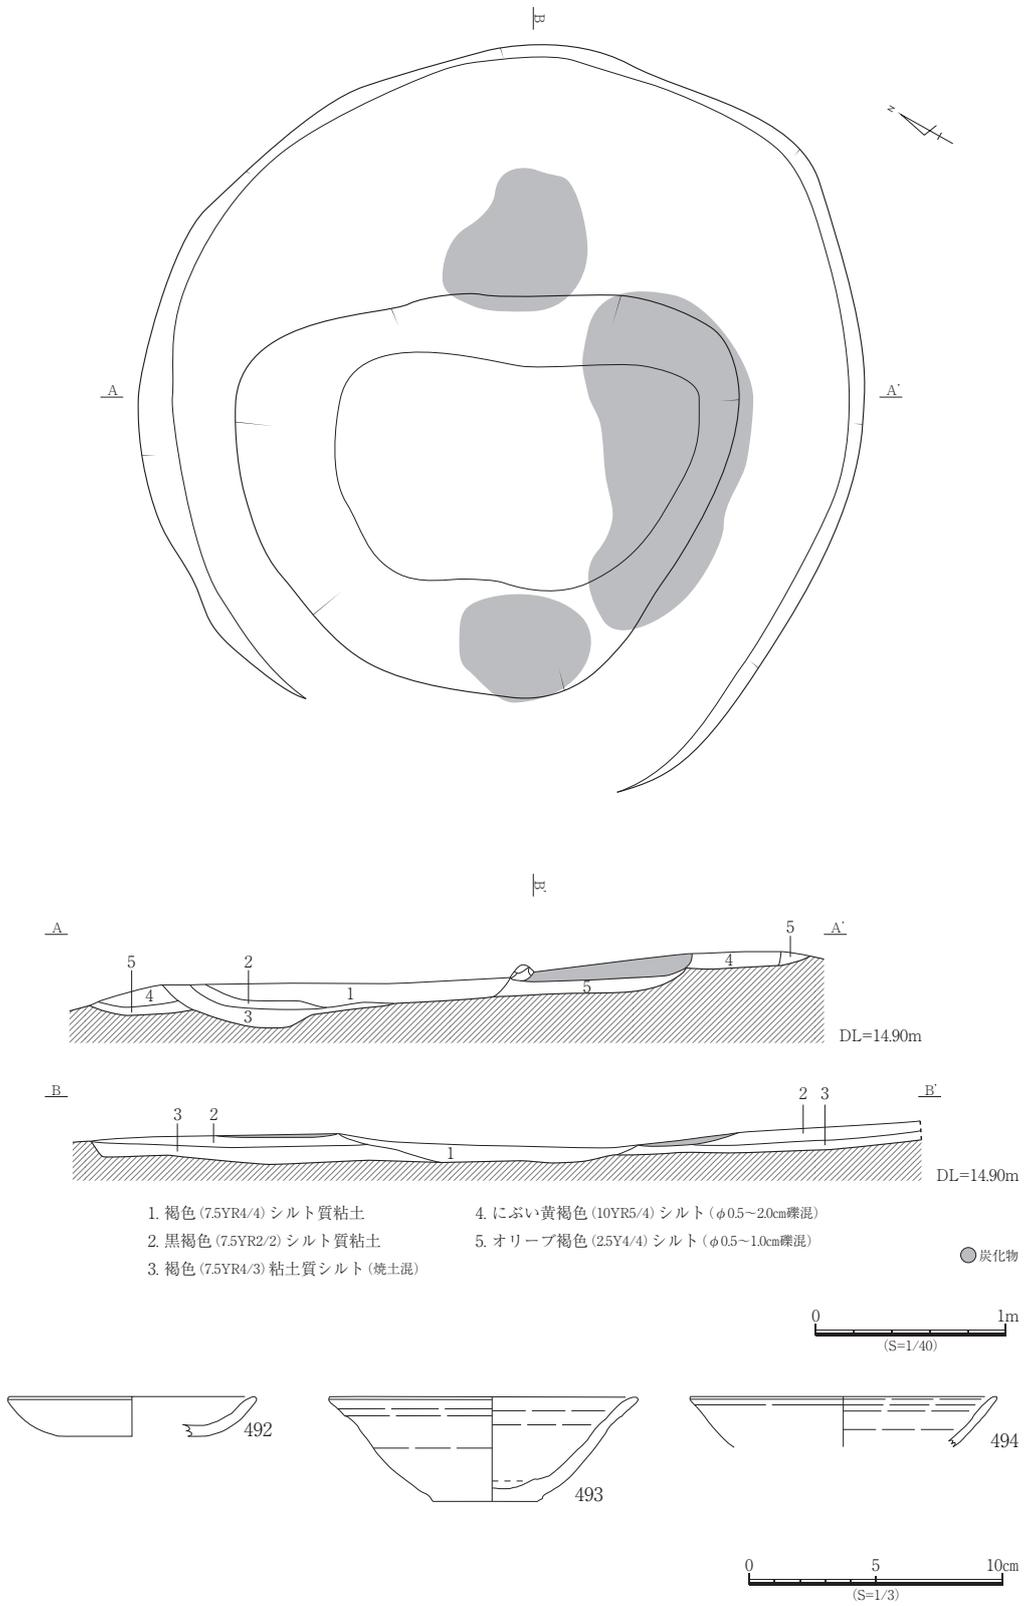 B
N
A
A'
B'
A
A'
5
2
5
4
1
4
5
3
DL=14.90m
B
B'
2
3
3
2
1
DL=14.90m
1. 褐色(7.5YR4/4)シルト質粘土
2. 黒褐色(7.5YR2/2)シルト質粘土
3. 褐色(7.5YR4/3)粘土質シルト(焼土混)
4. にぶい黄褐色(10YR5/4)シルト(φ0.5〜2.0㎝礫混)
5. オリーブ褐色(2.5Y4/4)シルト(φ0.5〜1.0㎝礫混)
炭化物
0 1m
(S=1/40)
492
493
494
0 5 10㎝
(S=1/3)